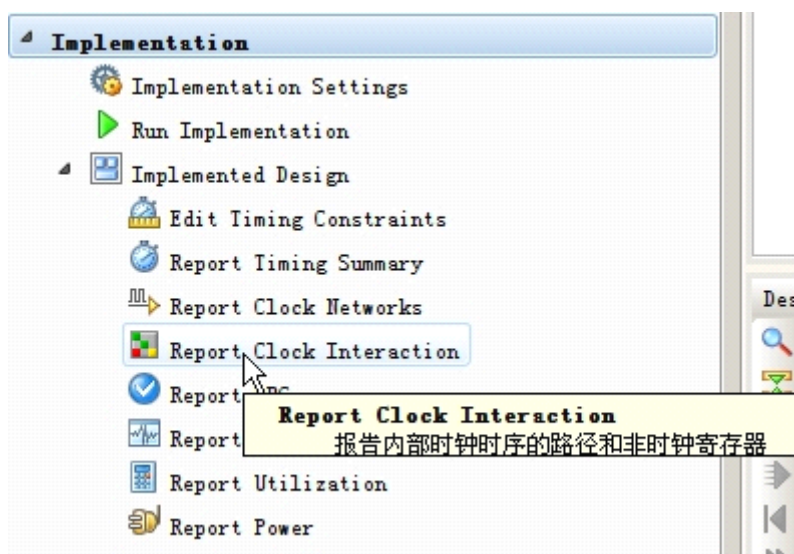 Implementation
Implementation Settings
Run Implementation
Implemented Design
Edit Timing Constraints
Report Timing Summary
Report Clock Networks
Des
Report Clock Interaction
Report
Report Clock Interaction
Report
报告内部时钟时序的路径和非时钟寄存器
Report Utilization
Report Power